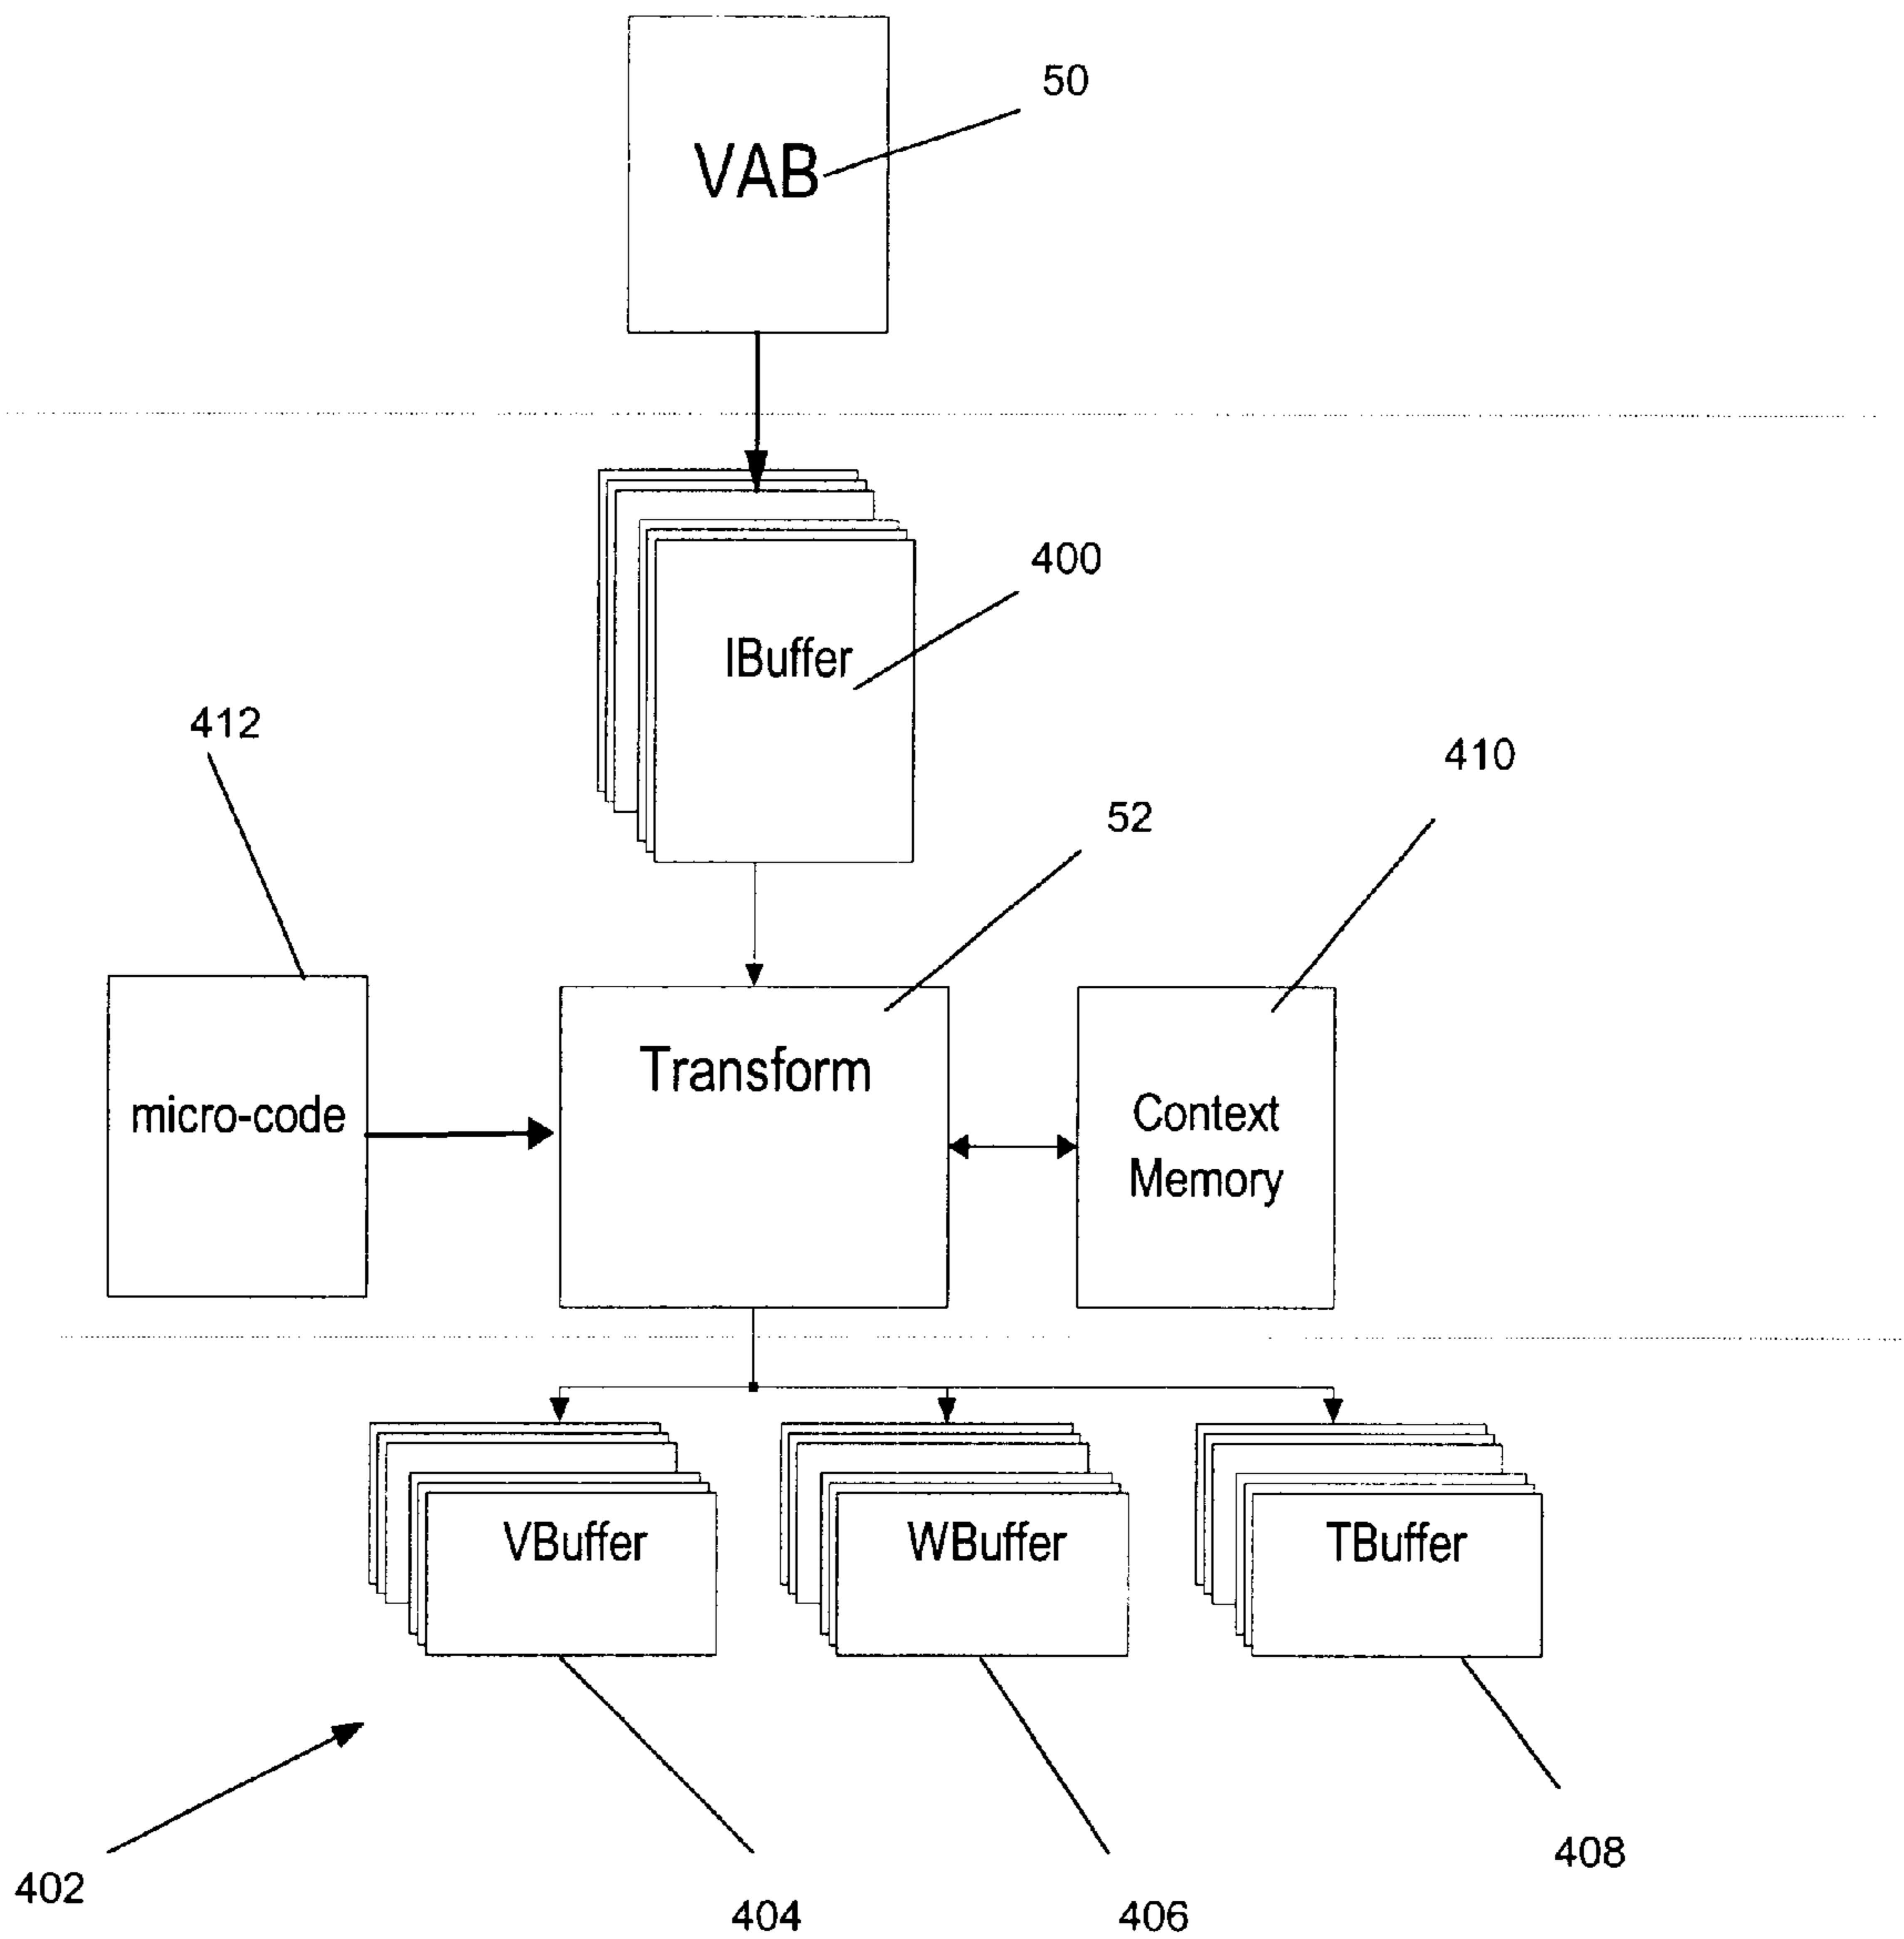 50
VAB
400
IBuffer
412
410
52
Transform
micro-code
Context
Memory
VBuffer
WBuffer
TBuffer
408
402
404
406